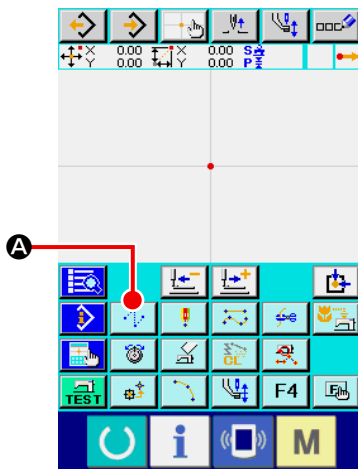 X 0.00 X 0.00 S
Y 0.00 Y 0.00 P
A
CL
TEST F4 F
i M